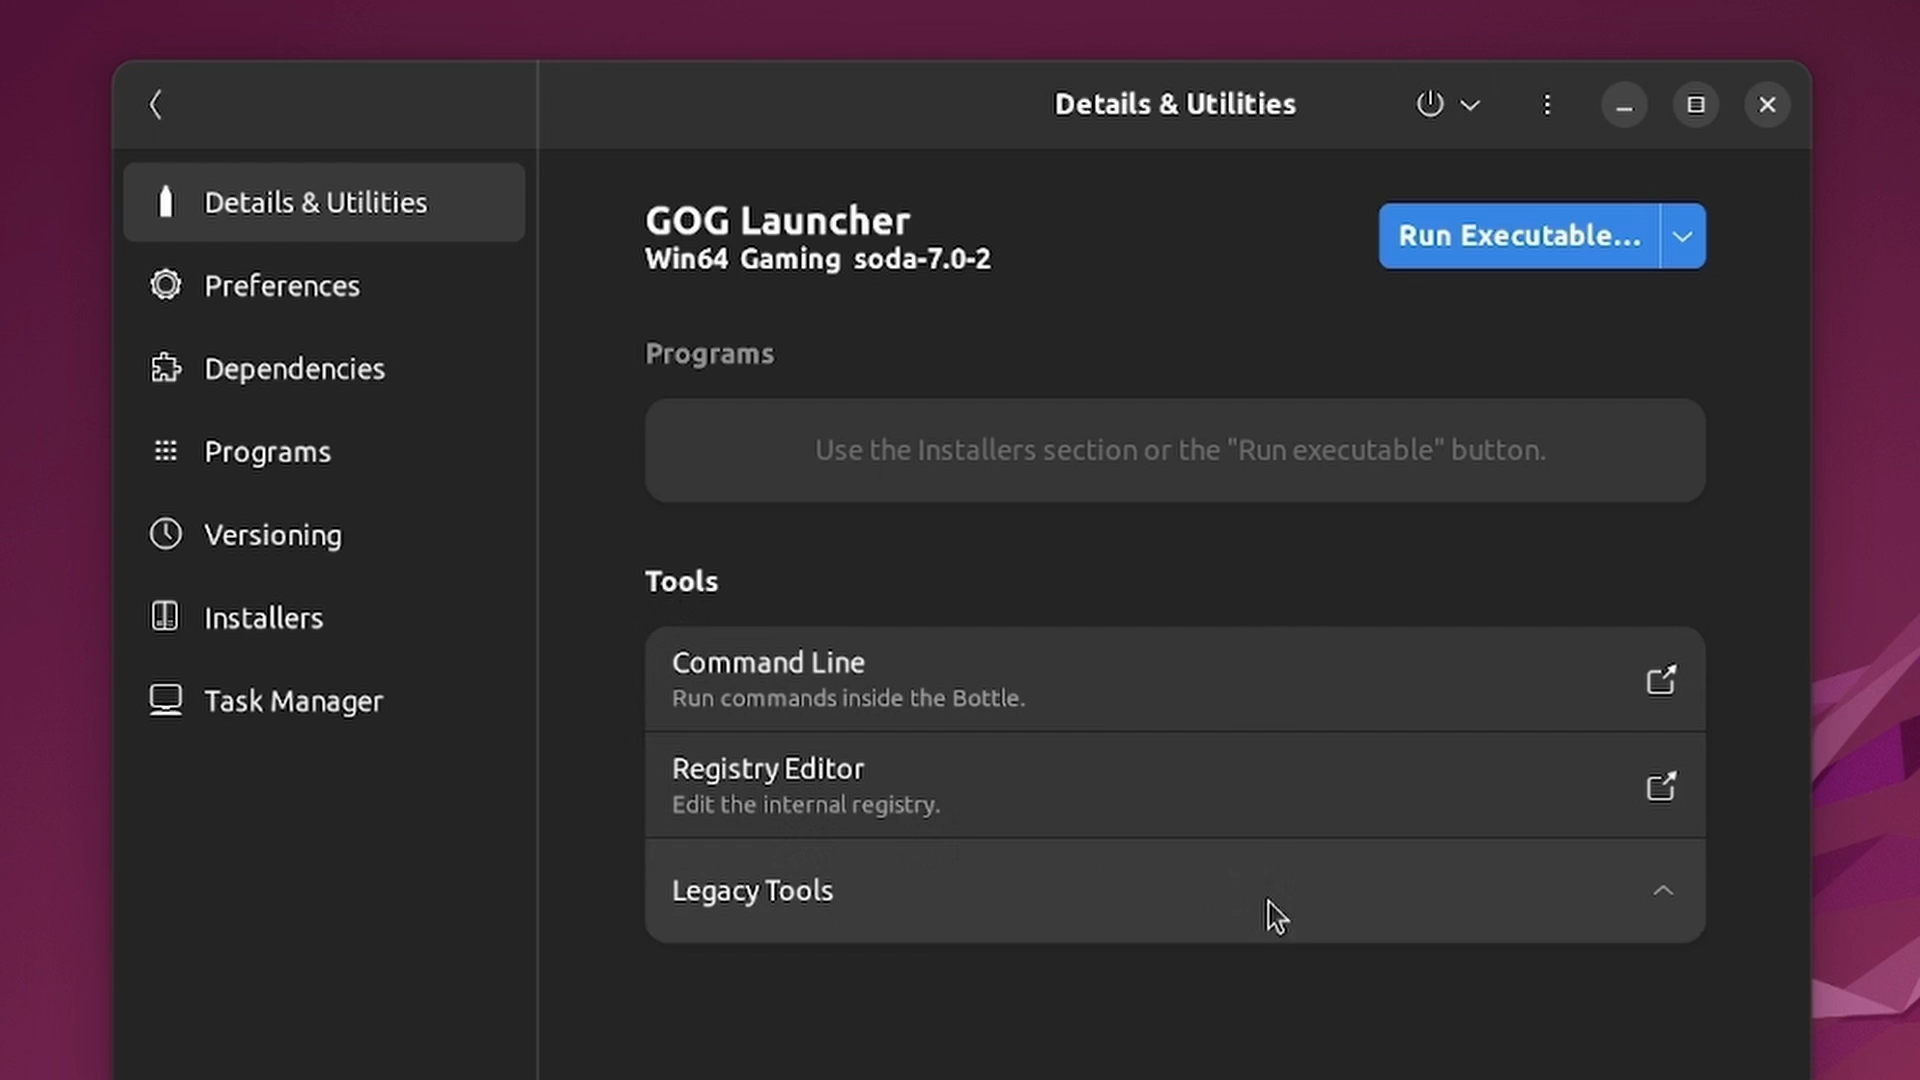 Details & Utilities
Details & Utilities
Preferences
Dependencies
Programs
Versioning
Installers
Task Manager
GOG Launcher
Win64 Gaming soda-7.0-2
Run Executable...
Programs
Use the Installers section or the "Run executable" button.
Tools
Command Line
Run commands inside the Bottle.
Registry Editor
Edit the internal registry.
Legacy Tools